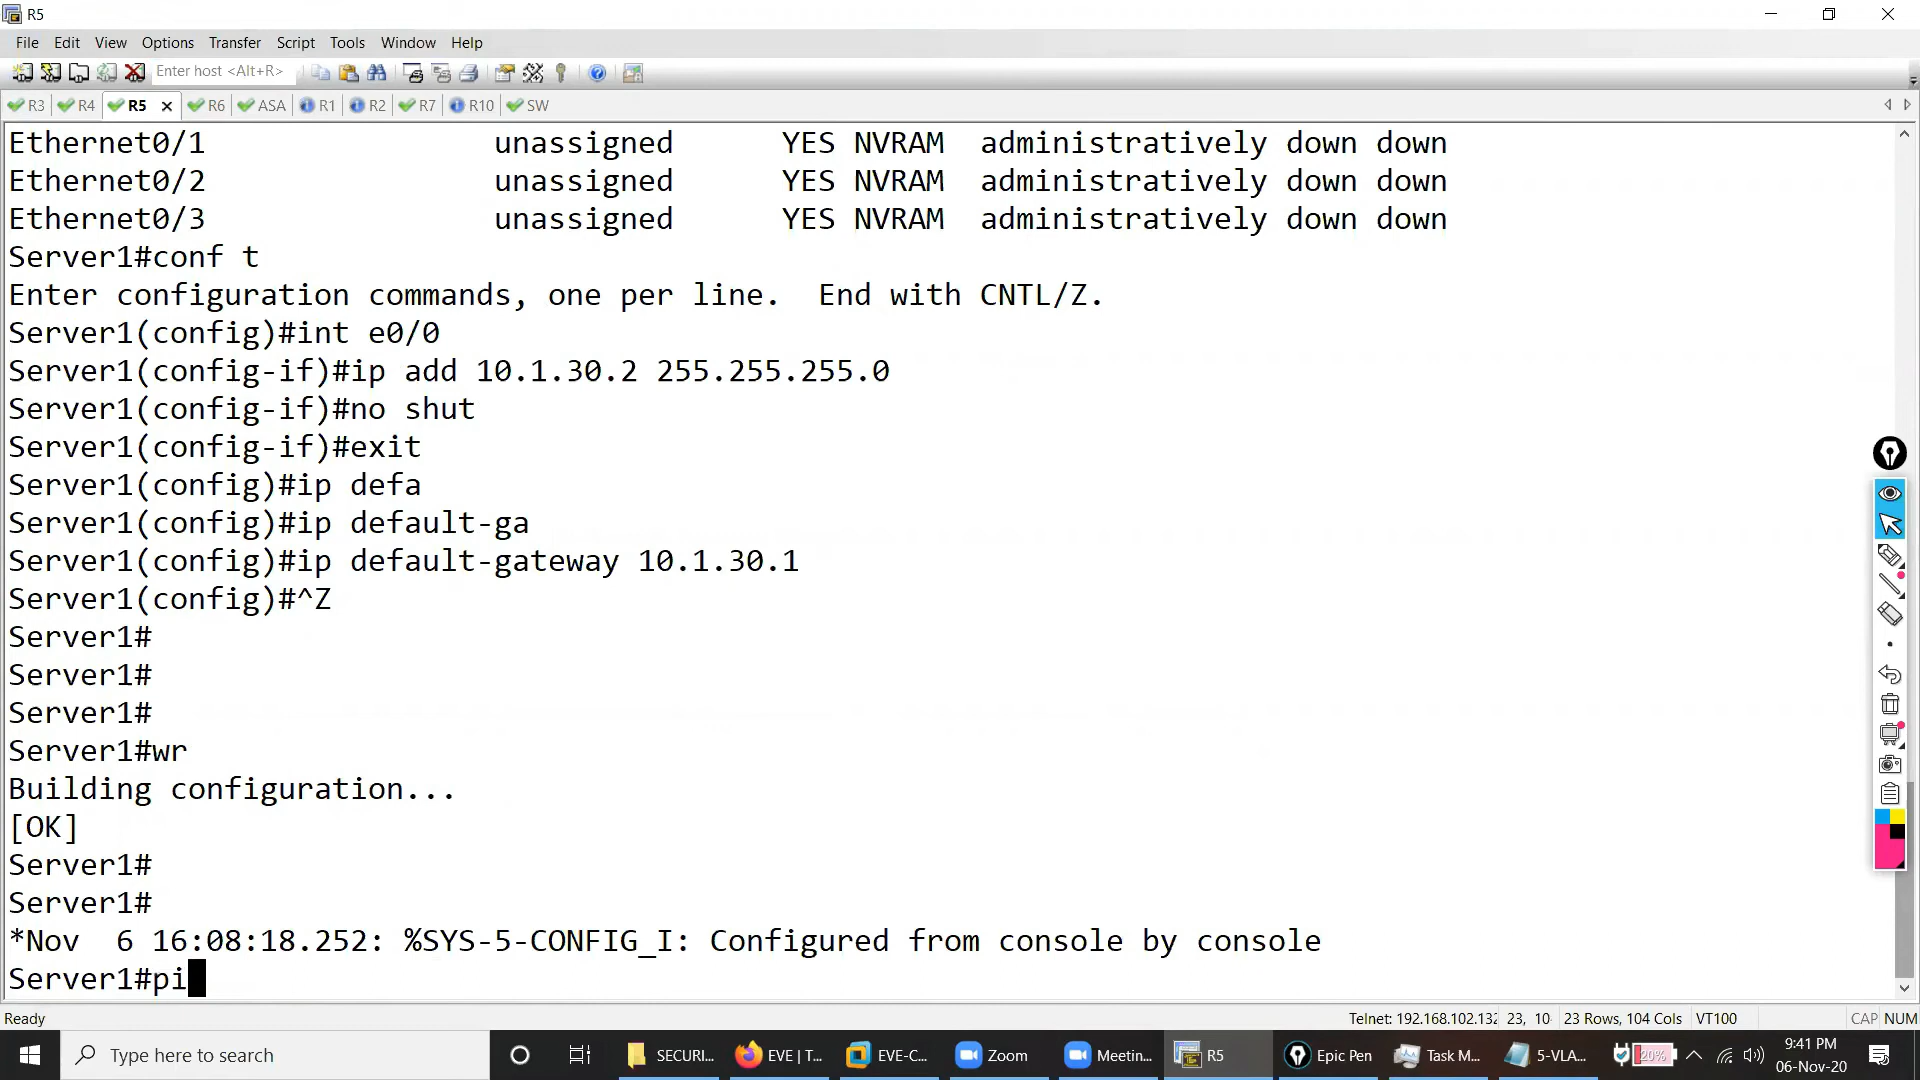 R5
File Edit View Options Transfer Script Tools Window Help
Enter host <Alt+R>
R3 R4 R5 R6 ASA R1 R2 R7 R10 SW
Ethernet0/1 unassigned YES NVRAM administratively down down
Ethernet0/2 unassigned YES NVRAM administratively down down
Ethernet0/3 unassigned YES NVRAM administratively down down
Server1#conf t
Enter configuration commands, one per line. End with CNTL/Z.
Server1(config)#int e0/0
Server1(config-if)#ip add 10.1.30.2 255.255.255.0
Server1(config-if)#no shut
Server1(config-if)#exit
Server1(config)#ip defa
Server1(config)#ip default-ga
Server1(config)#ip default-gateway 10.1.30.1
Server1(config)#^Z
Server1#
Server1#
Server1#
Server1#wr
Building configuration...
[OK]
Server1#
Server1#
*Nov 6 16:08:18.252: %SYS-5-CONFIG_I: Configured from console by console
Server1#pi
Ready Telnet: 192.168.102.132 23, 10 23 Rows, 104 Cols VT100 CAP NUM
Type here to search SECURI... EVE | T... EVE-C... Zoom Meetin... R5 Epic Pen Task M... 5-VLA... 20% 9:41 PM
06-Nov-20